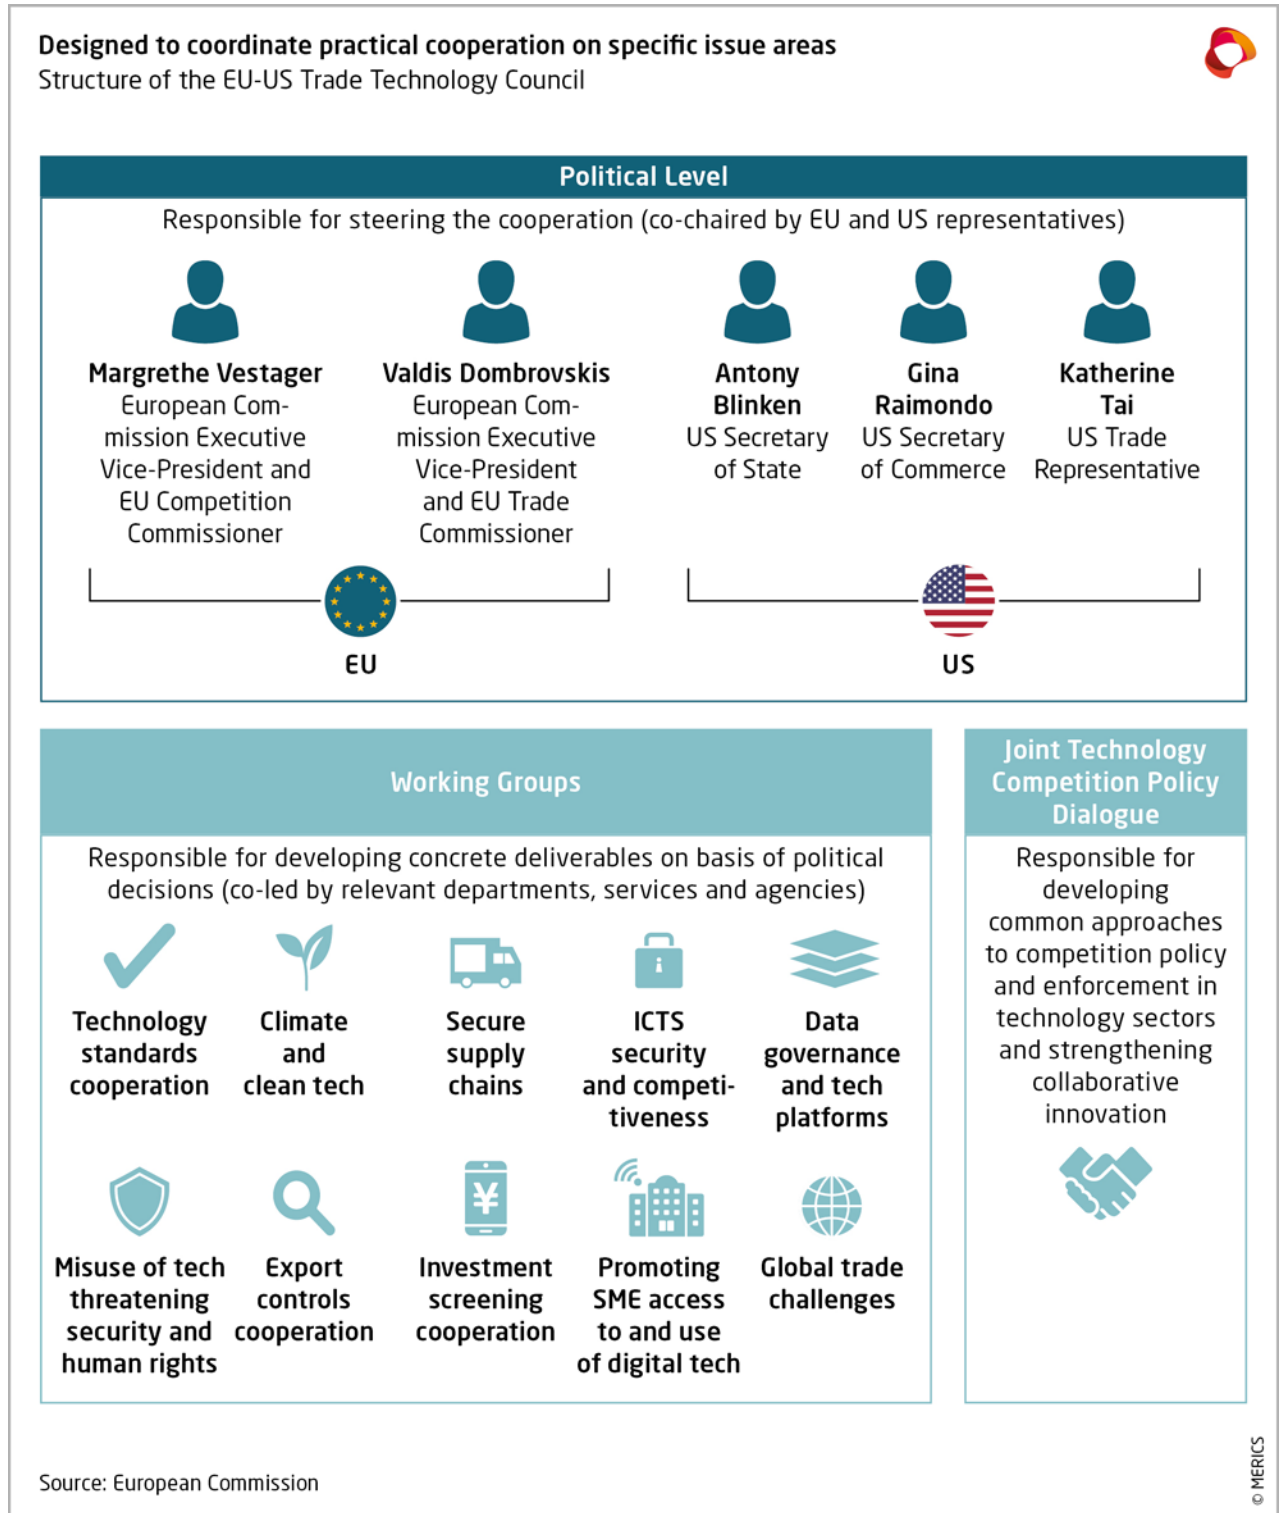 Designed to coordinate practical cooperation on specific issue areas
Structure of the EU-US Trade Technology Council
Political Level
Responsible for steering the cooperation (co-chaired by EU and US representatives)
Margrethe Vestager
European Com-
mission Executive
Vice-President and
EU Competition
Commissioner
Valdis Dombrovskis
European Com-
mission Executive
Vice-President
and EU Trade
Commissioner
Antony
Blinken
US Secretary
of State
Gina
Raimondo
US Secretary
of Commerce
Katherine
Tai
US Trade
Representative
EU
US
Working Groups
Responsible for developing concrete deliverables on basis of political
decisions (co-led by relevant departments, services and agencies)
Technology
standards
cooperation
Climate
and
clean tech
Secure
supply
chains
i
ICTS
security
and competi-
tiveness
Data
governance
and tech
platforms
Misuse of tech
threatening
security and
human rights
Export
controls
cooperation
¥
Investment
screening
cooperation
Promoting
SME access
to and use
of digital tech
Global trade
challenges
Joint Technology
Competition Policy
Dialogue
Responsible for
developing
common approaches
to competition policy
and enforcement in
technology sectors
and strengthening
collaborative
innovation
Source: European Commission
© MERICS